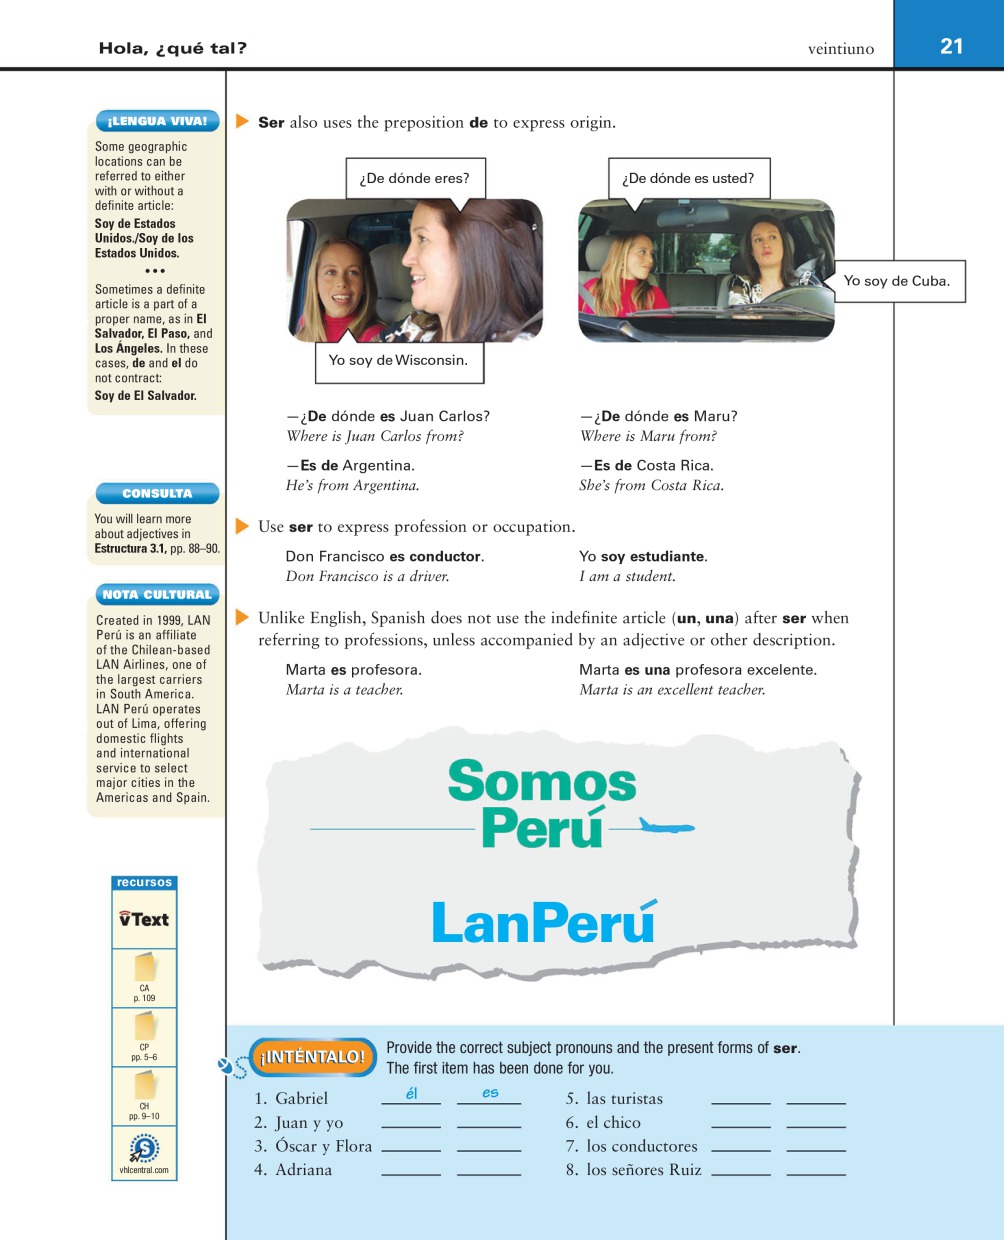 Hola, ¿qué tal?
veintiuno
21
¡LENGUA VIVA!
Some geographic
locations can be
referred to either
with or without a
definite article:
Soy de Estados
Unidos./Soy de los
Estados Unidos.
•••
Sometimes a definite
article is a part of a
proper name, as in El
Salvador, El Paso, and
Los Ángeles. In these
cases, de and el do
not contract:
Soy de El Salvador.
CONSULTA
You will learn more
about adjectives in
Estructura 3.1, pp. 88–90.
NOTA CULTURAL
Created in 1999, LAN
Perú is an affiliate
of the Chilean-based
LAN Airlines, one of
the largest carriers
in South America.
LAN Perú operates
out of Lima, offering
domestic flights
and international
service to select
major cities in the
Americas and Spain.
recursos
vText
CA
p. 109
CP
pp. 5–6
CH
pp. 9–10
S
vhlcentral.com
Ser also uses the preposition de to express origin.
¿De dónde eres?
Yo soy de Wisconsin.
¿De dónde es usted?
Yo soy de Cuba.
—¿De dónde es Juan Carlos?
Where is Juan Carlos from?
—Es de Argentina.
He's from Argentina.
—¿De dónde es Maru?
Where is Maru from?
—Es de Costa Rica.
She's from Costa Rica.
Use ser to express profession or occupation.
Don Francisco es conductor.
Don Francisco is a driver.
Yo soy estudiante.
I am a student.
Unlike English, Spanish does not use the indefinite article (un, una) after ser when
referring to professions, unless accompanied by an adjective or other description.
Marta es profesora.
Marta is a teacher.
Marta es una profesora excelente.
Marta is an excellent teacher.
Somos
Perú
LanPerú
¡INTÉNTALO!
Provide the correct subject pronouns and the present forms of ser.
The first item has been done for you.
1. Gabriel él es
2. Juan y yo
3. Óscar y Flora
4. Adriana
5. las turistas
6. el chico
7. los conductores
8. los señores Ruiz